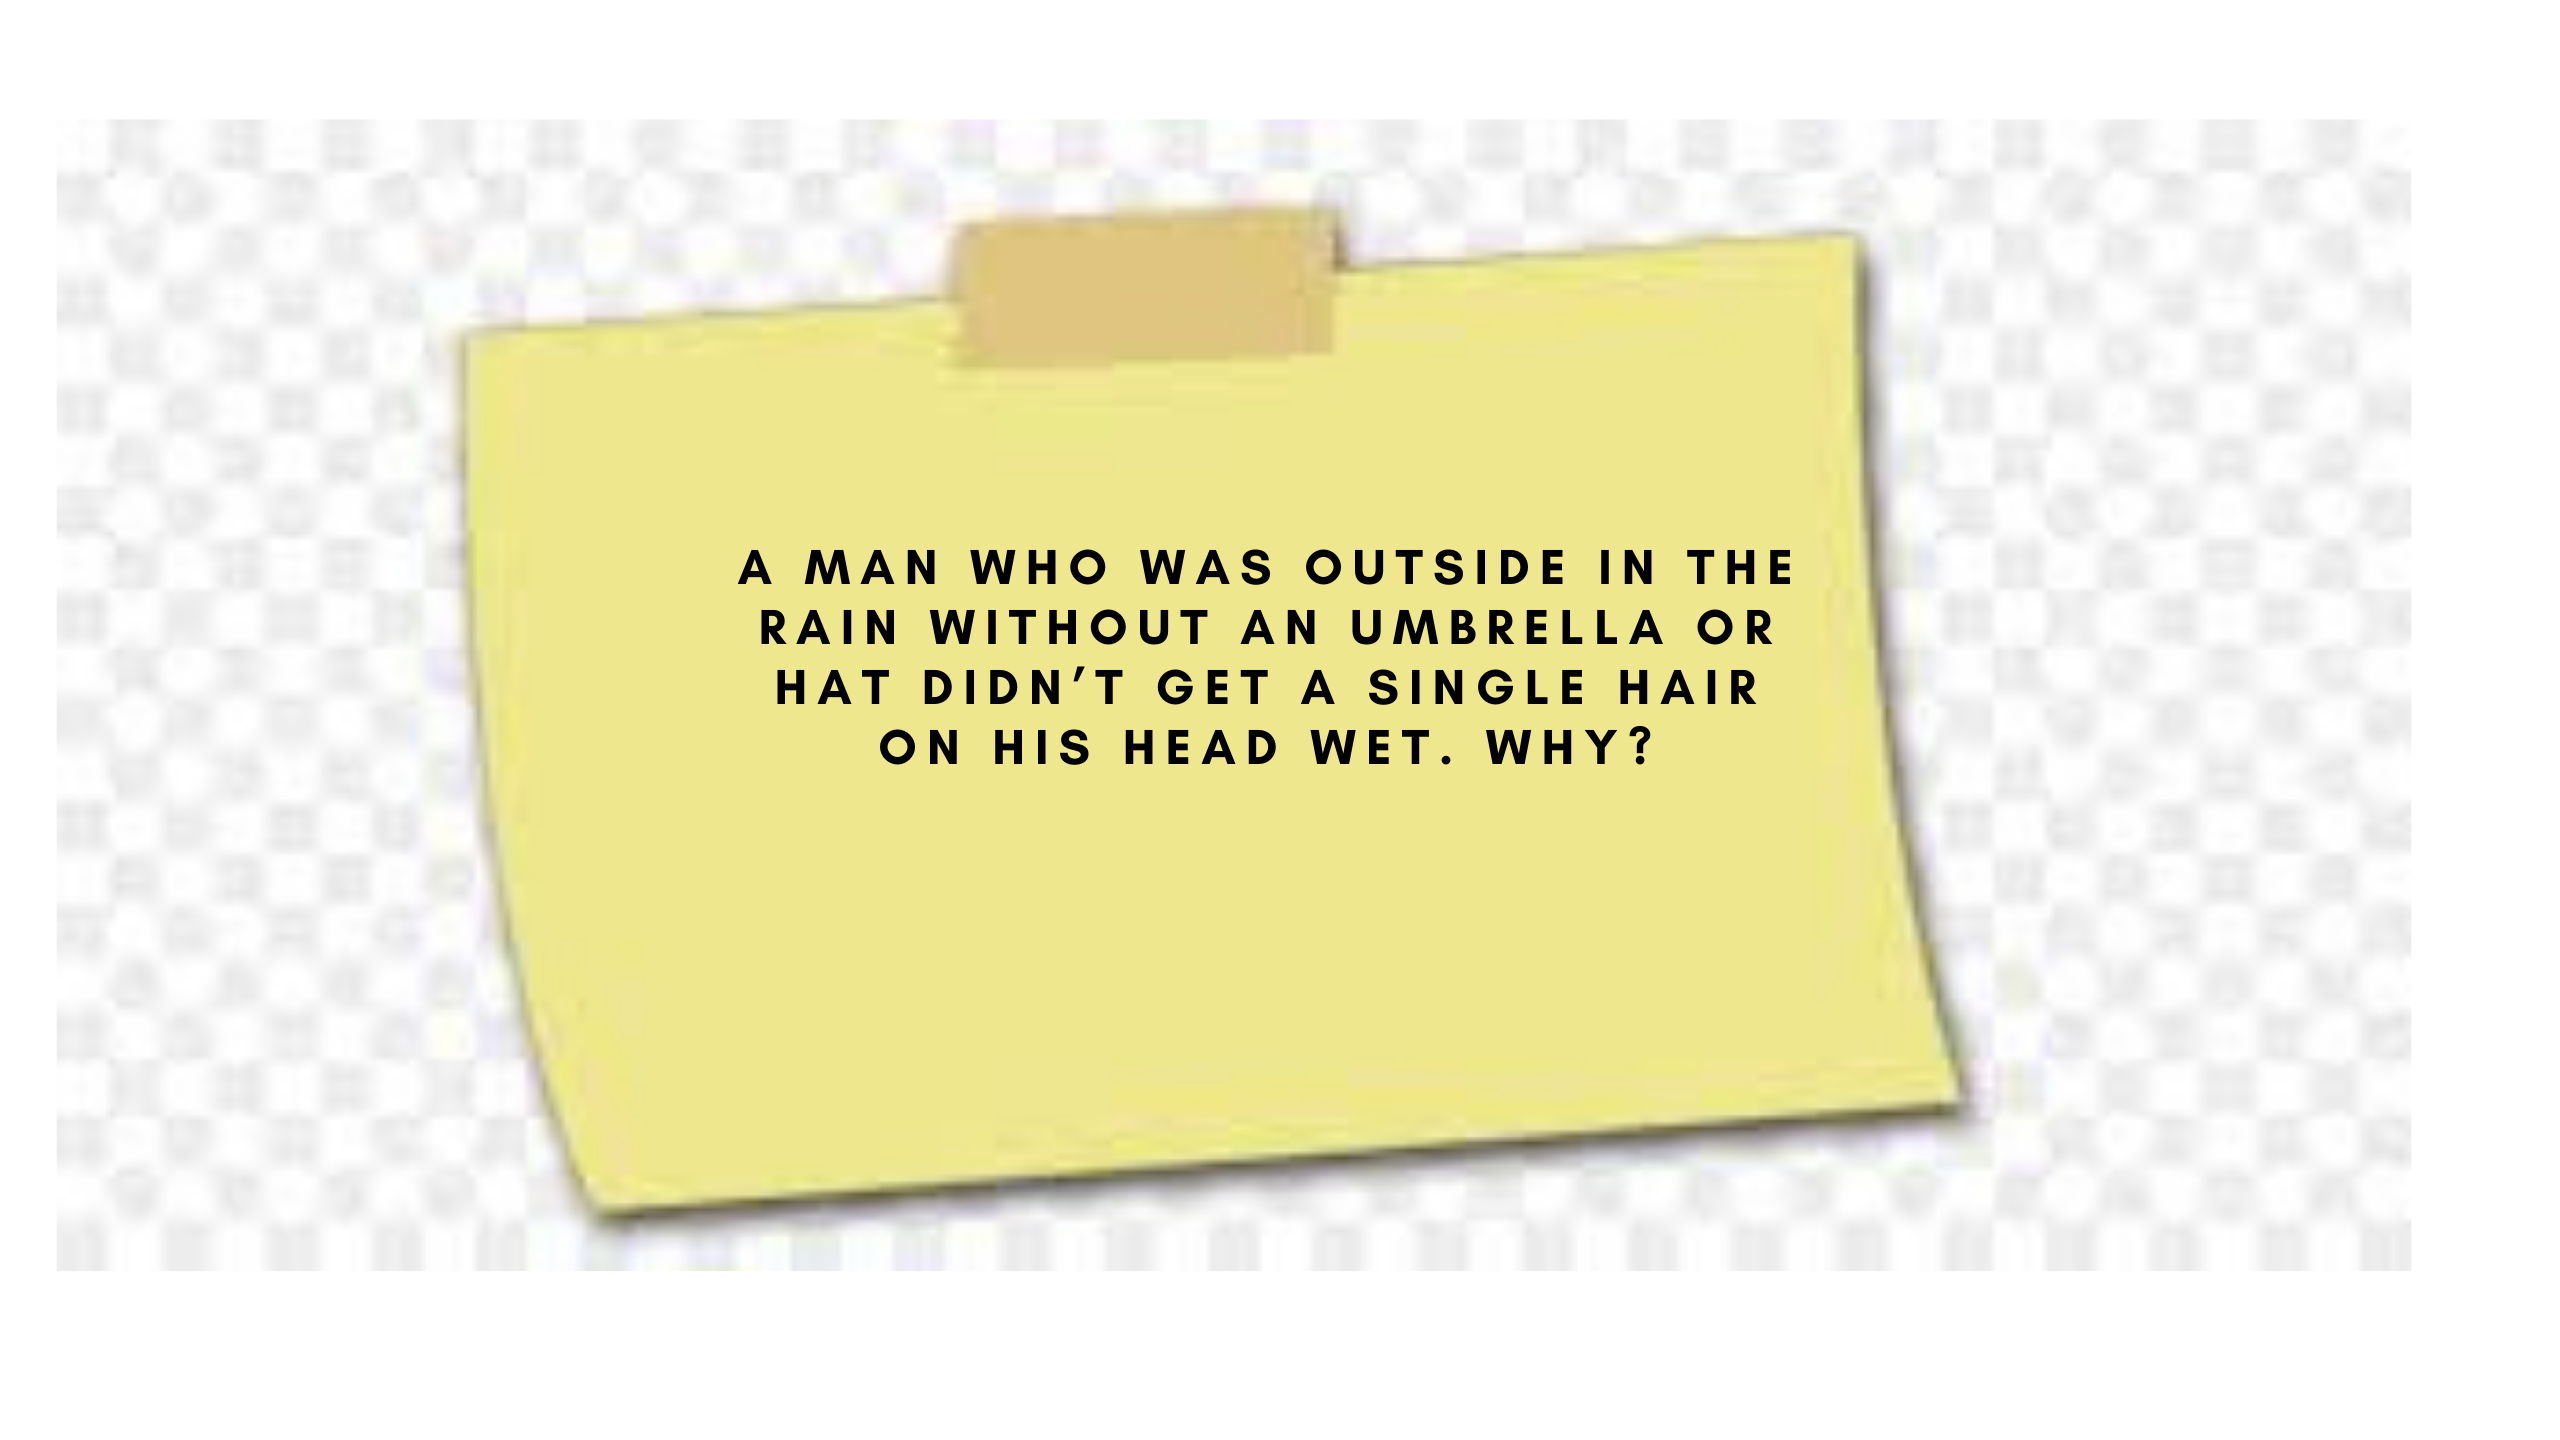 A MAN WHO WAS OUTSIDE IN THE
RAIN WITHOUT AN UMBRELLA OR
HAT DIDN’T GET A SINGLE HAIR
ON HIS HEAD WET. WHY?